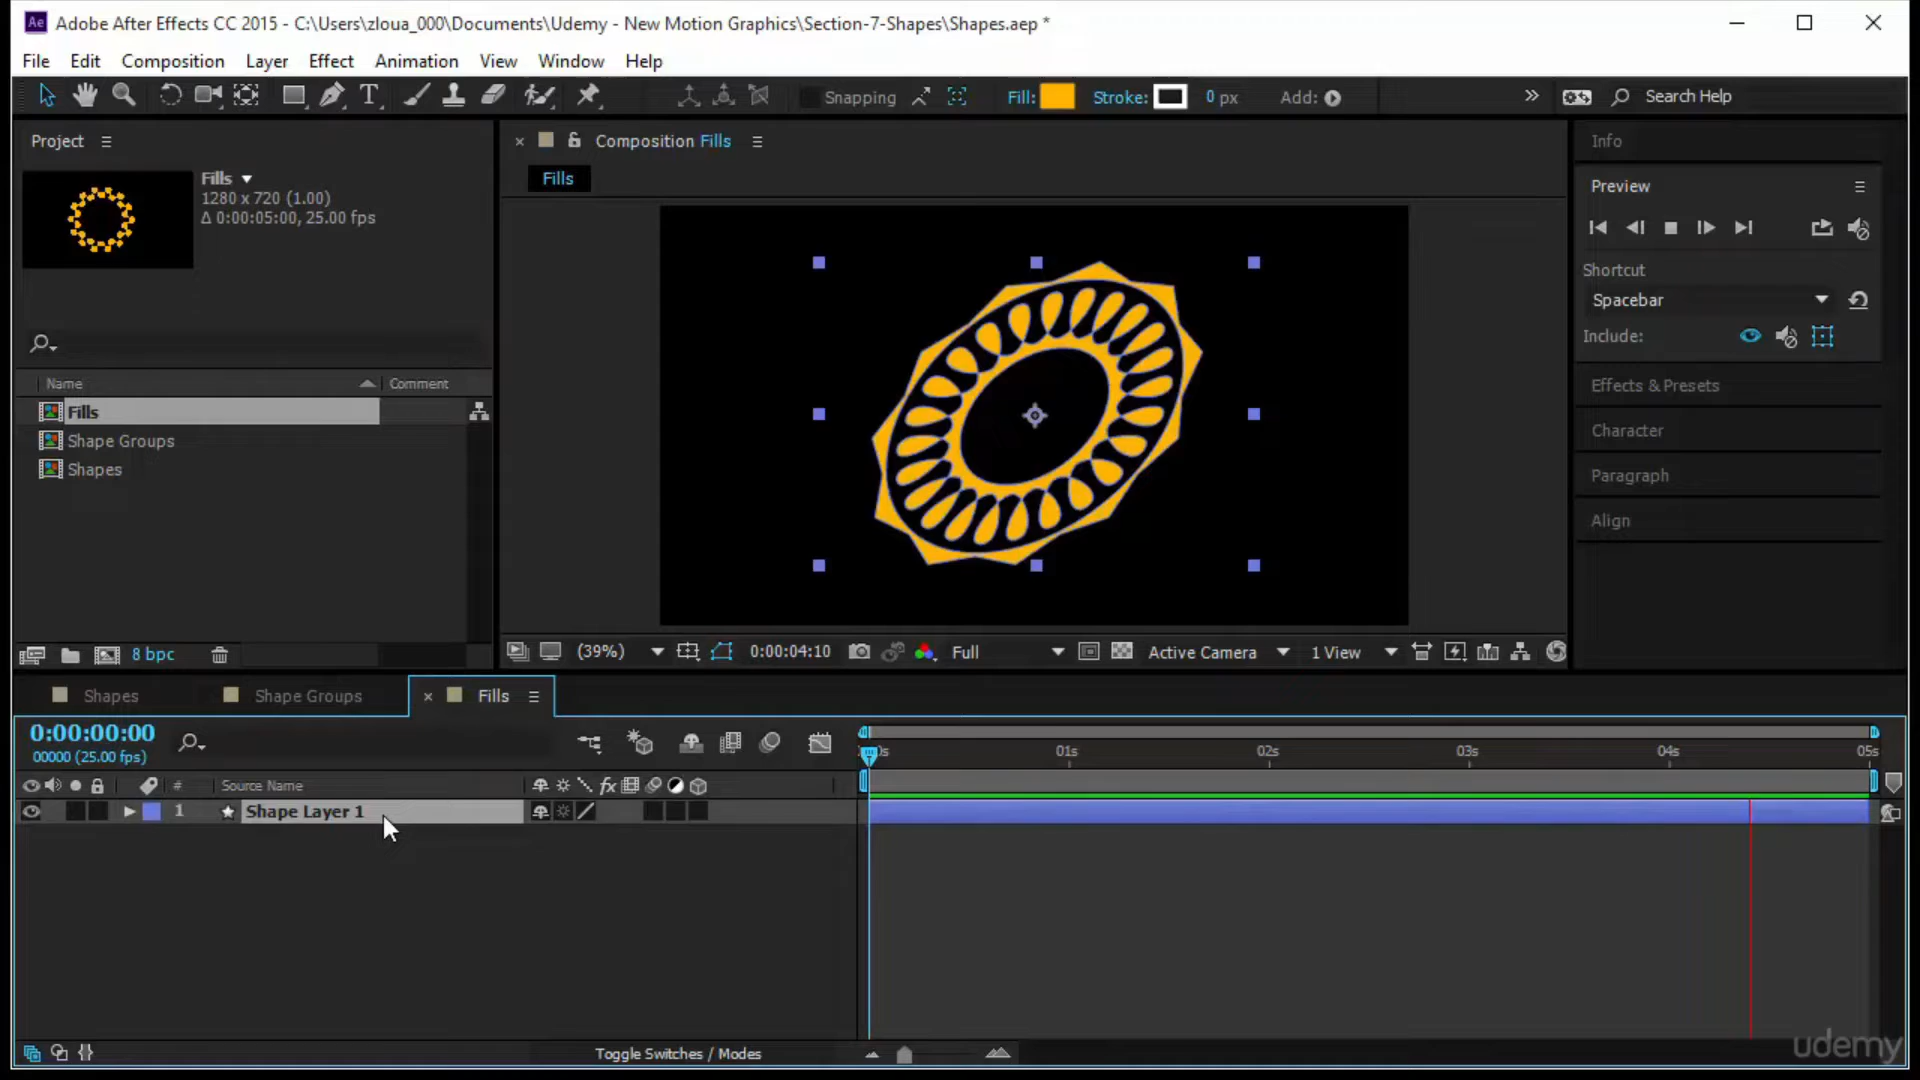 Ae Adobe After Effects CC 2015 - C:\Users\zloua_000\Documents\Udemy - New Motion Graphics\Section-7-Shapes\Shapes.aep *
File Edit Composition Layer Effect Animation View Window Help
T Snapping Fill: Stroke: 0 px Add: Search Help
Project
Composition Fills
Info
Fills
1280 x 720 (1.00)
Δ 0:00:05:00, 25.00 fps
Fills
Preview
Shortcut
Spacebar
Include:
Name Comment
Effects & Presets
Fills
Shape Groups
Character
Shapes
Paragraph
Align
8 bpc
(39%) 0:00:04:10 Full Active Camera 1 View
Shapes Shape Groups Fills
0:00:00:00
00000 (25.00 fps)
01s 02s 03s 04s 05s
# Source Name fx
1 Shape Layer 1
Toggle Switches / Modes
udemy